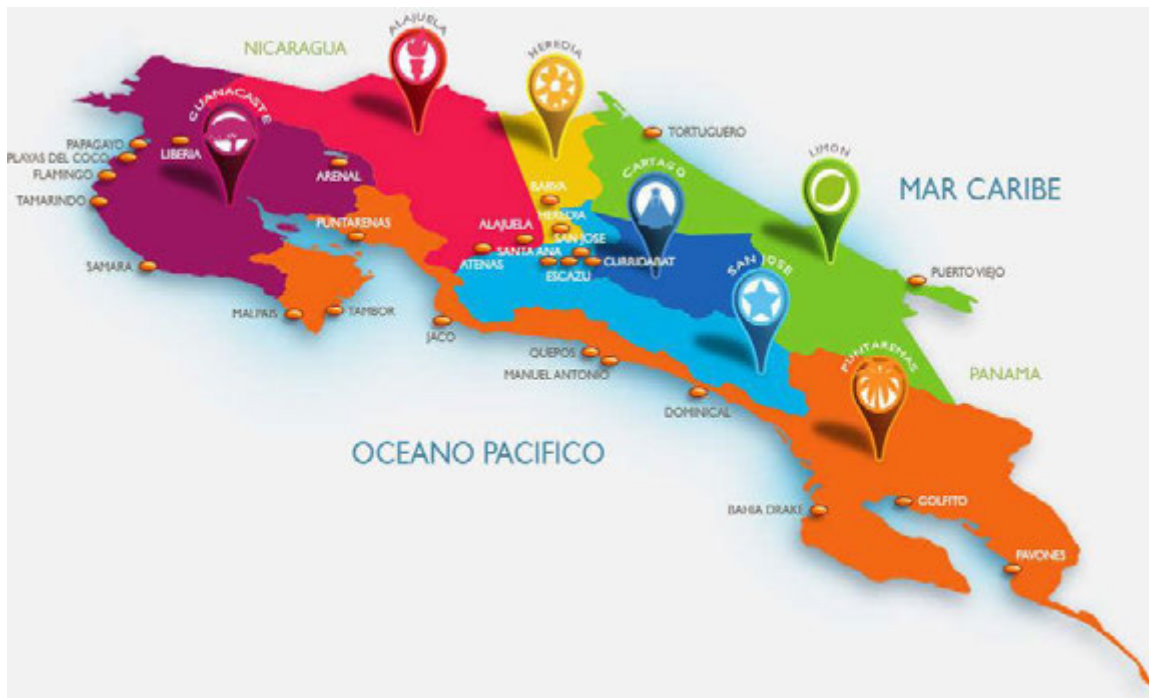 ALAJUELA
NICARAGUA
HEREDIA
GUANACASTE
PAPAGAYO
LIBERIA
PLAYAS DEL COCO
FLAMINGO
ARENAL
TAMARINDO
TORTUGUERO
CARTAGO
LIMÓN
MAR CARIBE
BARVA
PUNTARENAS
ALAJUELA
HEREDIA
SAN JOSE
SANTA ANA
ATENAS
ESCAZU
CURRIDABAT
SAN JOSE
SAMARA
PUERTO VIEJO
MALPAIS
TAMBOR
JACO
QUEPOS
MANUEL ANTONIO
PUNTARENAS
PANAMA
DOMINICAL
OCEANO PACIFICO
BAHIA DRAKE
GOLFITO
PAVONES